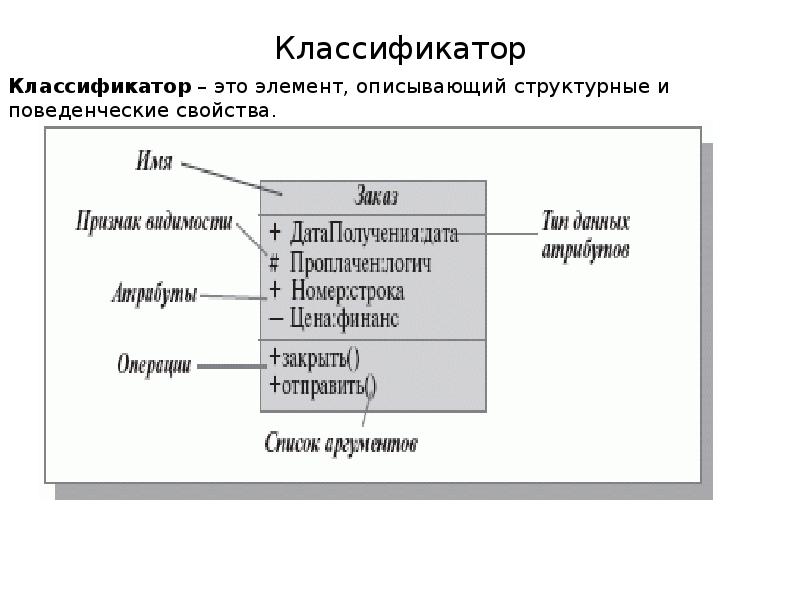 Классификатор
Классификатор – это элемент, описывающий структурные и
поведенческие свойства.
Имя
Заказ
Признак видимости
+ ДатаПолучения:дата
Тип данных
атрибутов
# Проплачен:логич
Атрабуты
+ Номер:строка
– Цена:финанс
Операции
+закрыть()
+отправить()
Список аргументов